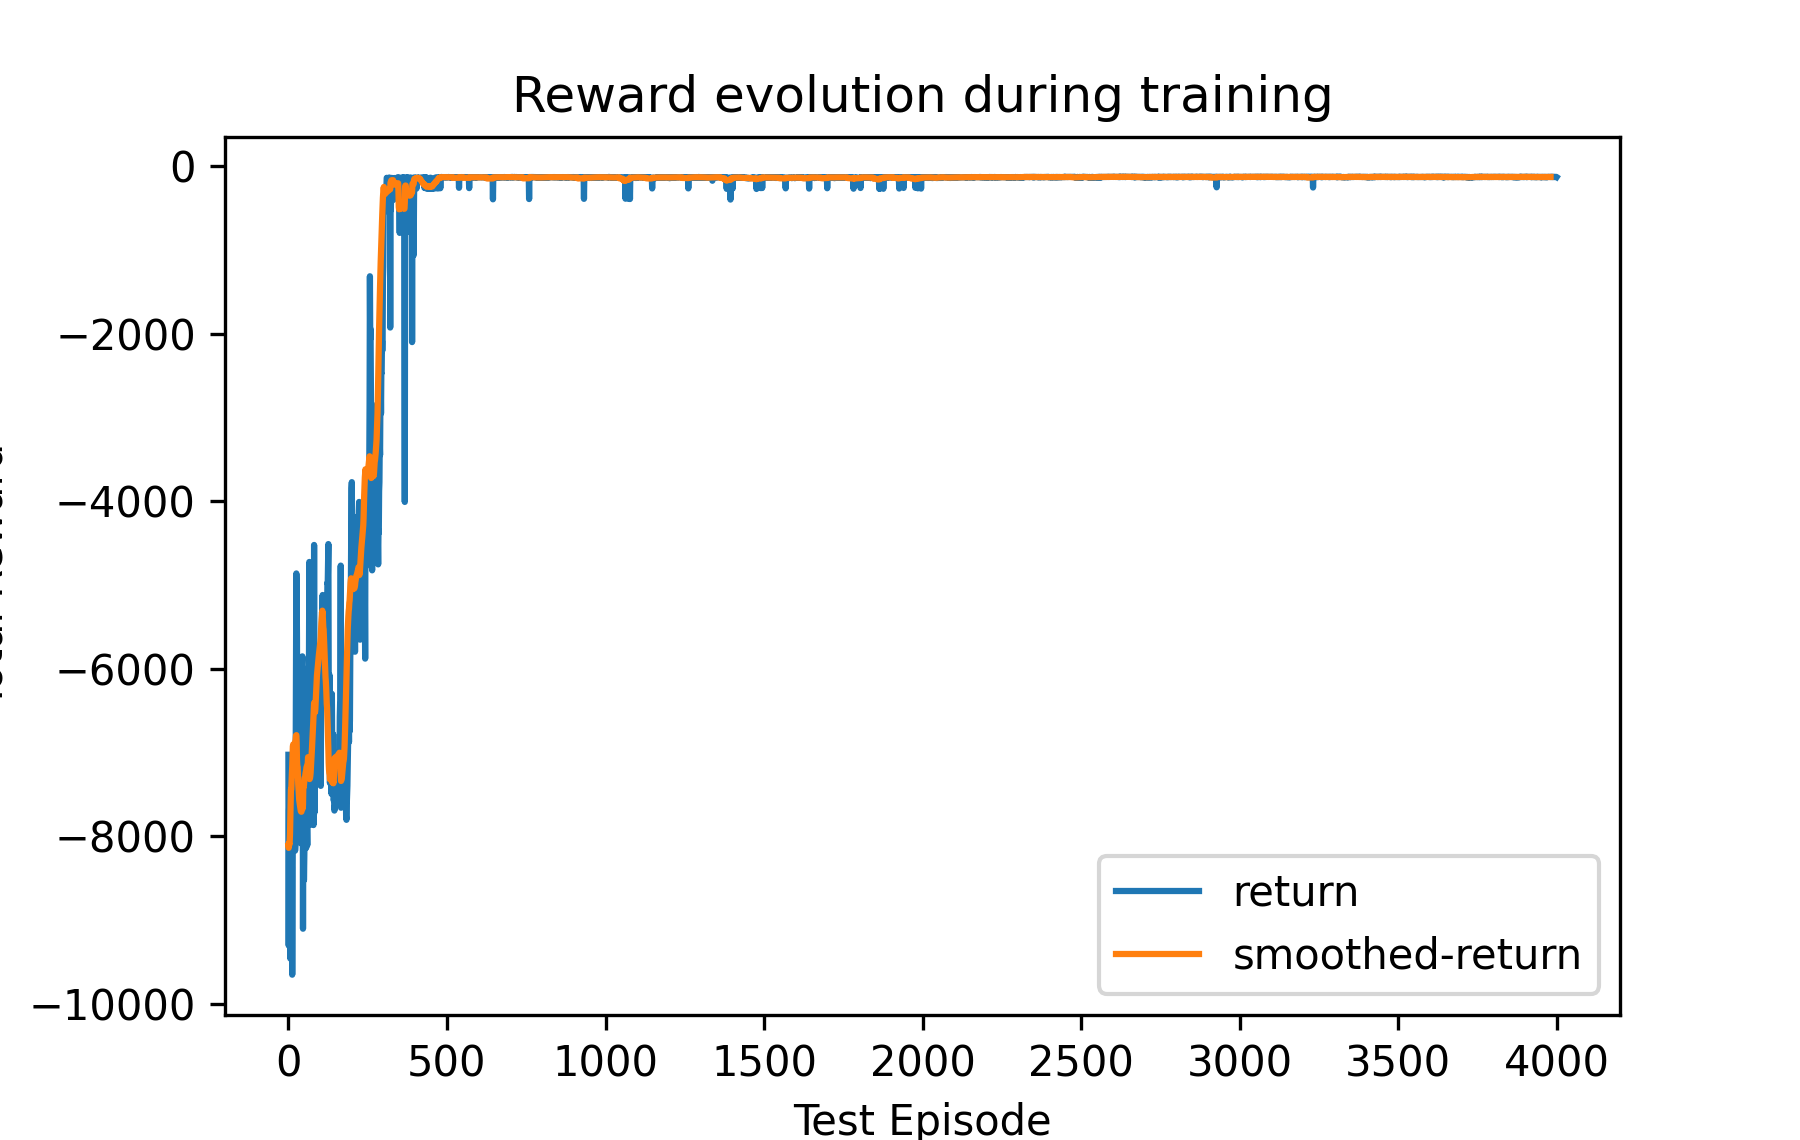 Reward evolution during training
0
−2000
−4000
−6000
−8000
−10000
return
smoothed-return
0 500 1000 1500 2000 2500 3000 3500 4000
Test Episode